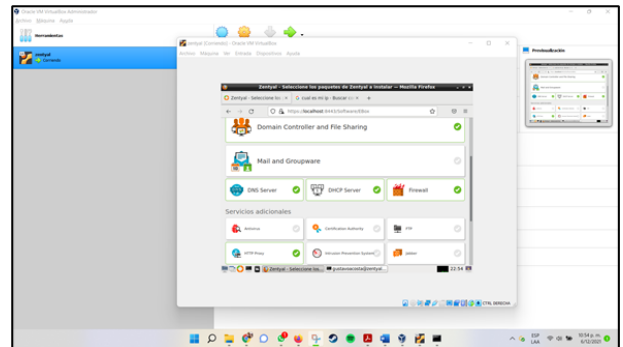 Oracle VM VirtualBox Administrador
Archivo Máquina Ayuda
Herramientas
zentyal
Corriendo
zentyal [Corriendo] - Oracle VM VirtualBox
Archivo Máquina Ver Entrada Dispositivos Ayuda
Previsualización
Zentyal - Seleccione los paquetes de Zentyal a instalar — Mozilla Firefox
Zentyal - Seleccione los
cual es mi ip - Buscar co
https://localhost:8443/Software/EBox
Domain Controller and File Sharing
Mail and Groupware
DNS Server
DHCP Server
Firewall
Servicios adicionales
Antivirus
Certification Authority
FTP
HTTP Proxy
Intrusion Prevention System
Jabber
Zentyal - Seleccione los...
gustavoacosta@zentyal...
22:54
CTRL DERECHA
ESP
LAA
10:54 p. m.
6/12/2021